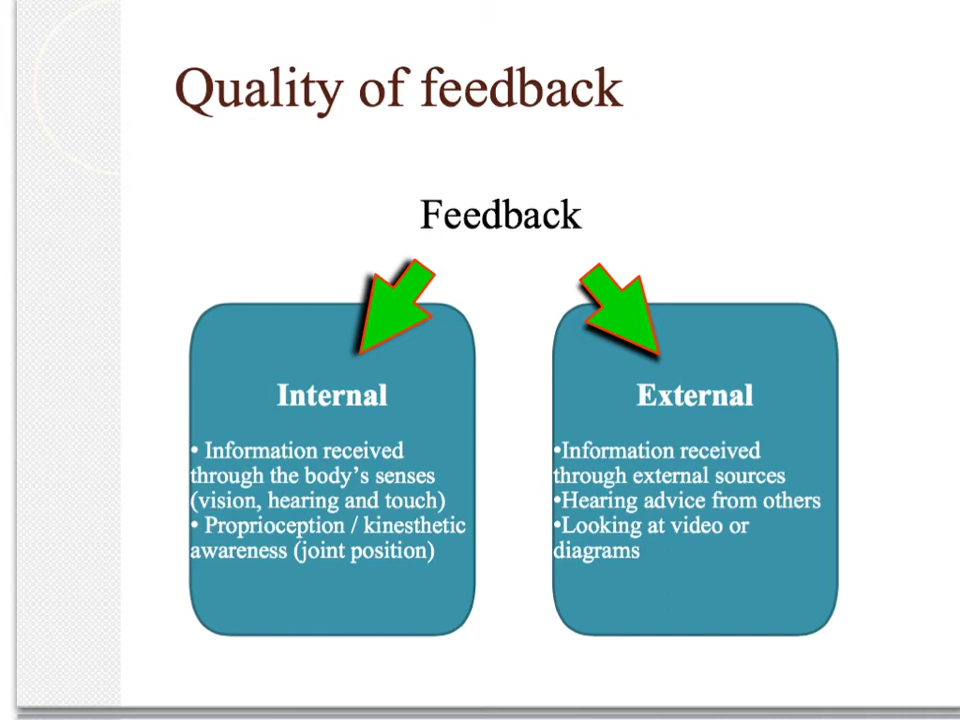 Quality of feedback
Feedback
Internal
• Information received
through the body’s senses
(vision, hearing and touch)
• Proprioception / kinesthetic
awareness (joint position)
External
•Information received
through external sources
•Hearing advice from others
•Looking at video or
diagrams